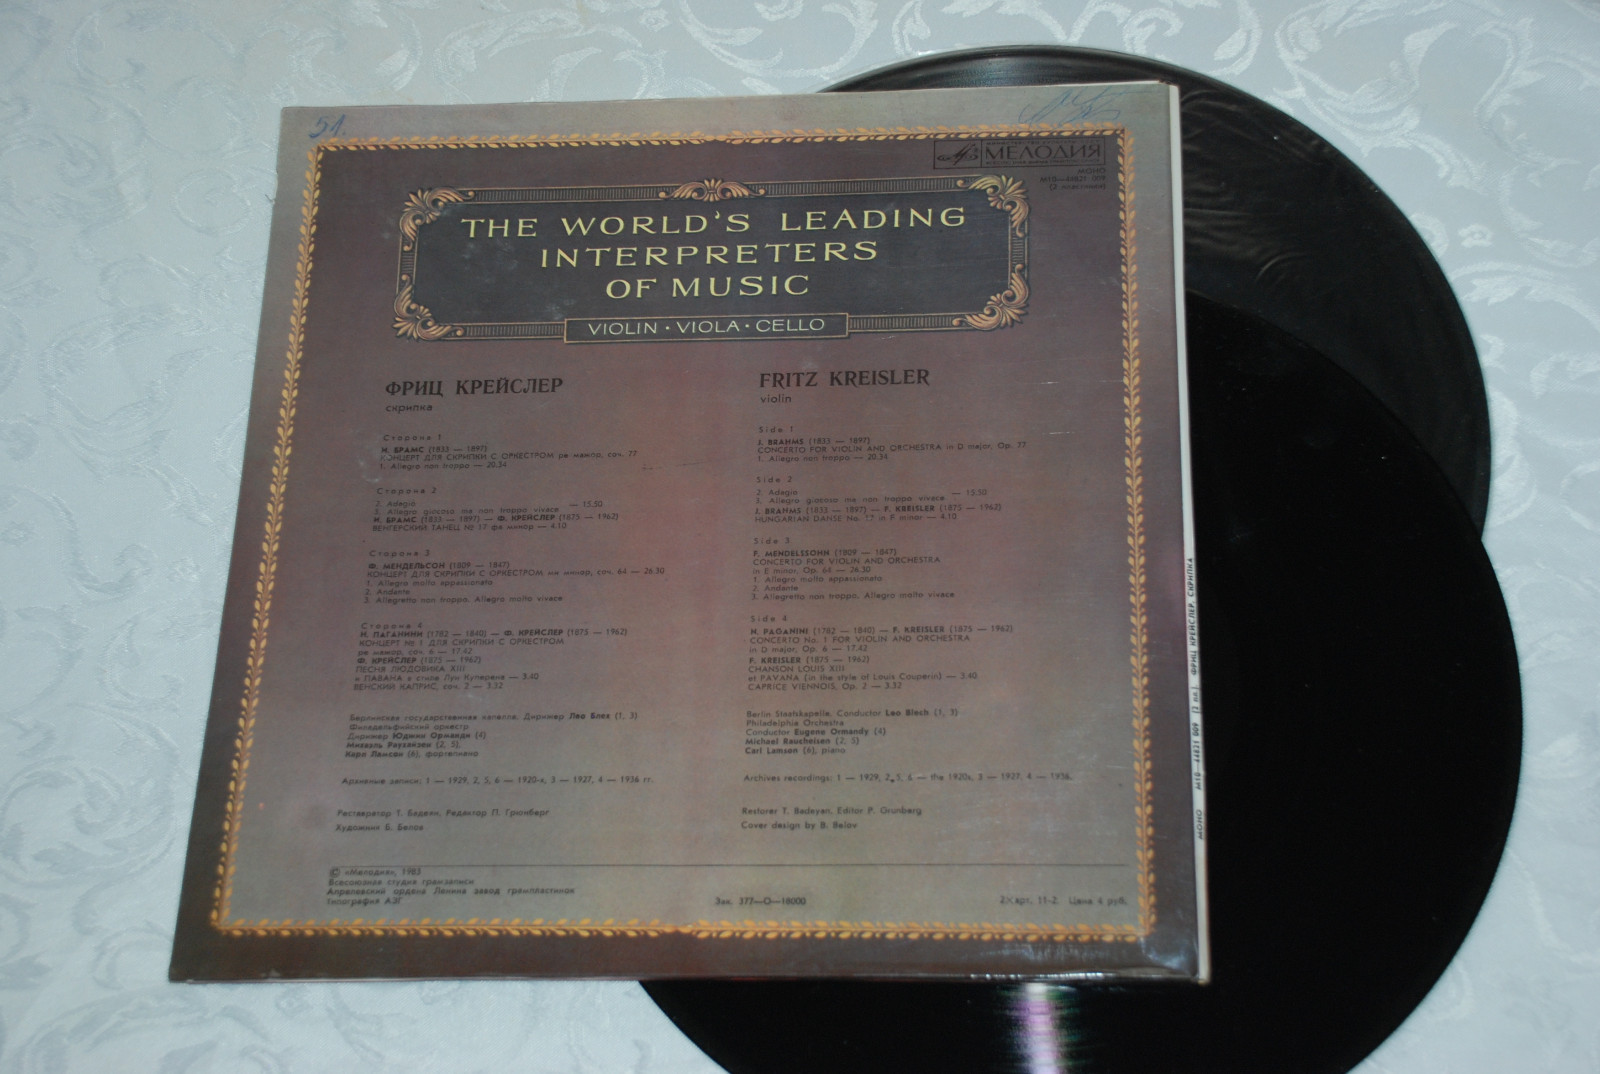 51.
МЕЛОДИЯ
МОНО
М10—44821 009
(2 пластинки)
THE WORLD'S LEADING
INTERPRETERS
OF MUSIC
VIOLIN • VIOLA • CELLO
ФРИЦ КРЕЙСЛЕР
скрипка
Сторона 1
И. БРАМС (1833 — 1897)
КОНЦЕРТ ДЛЯ СКРИПКИ С ОРКЕСТРОМ ре мажор, соч. 77
1. Allegro non troppo — 20.34
Сторона 2
2. Adagio
3. Allegro giocoso ma non troppo vivace — 15.50
И. БРАМС (1833 — 1897) — Ф. КРЕЙСЛЕР (1875 — 1962)
ВЕНГЕРСКИЙ ТАНЕЦ № 17 фа минор — 4.10
Сторона 3
Ф. МЕНДЕЛЬСОН (1809 — 1847)
КОНЦЕРТ ДЛЯ СКРИПКИ С ОРКЕСТРОМ ми минор, соч. 64 — 26.30
1. Allegro molto appassionato
2. Andante
3. Allegretto non troppo. Allegro molto vivace
Сторона 4
Н. ПАГАНИНИ (1782 — 1840) — Ф. КРЕЙСЛЕР (1875 — 1962)
КОНЦЕРТ № 1 ДЛЯ СКРИПКИ С ОРКЕСТРОМ
ре мажор, соч. 6 — 17.42
Ф. КРЕЙСЛЕР (1875 — 1962)
ПЕСНЯ ЛЮДОВИКА XIII
и ПАВАНА в стиле Луи Куперена — 3.40
ВЕНСКИЙ КАПРИС, соч. 2 — 3.32
Берлинская государственная капелла. Дирижер Лео Блех (1, 3)
Филадельфийский оркестр
Дирижер Юджин Орманди (4)
Михаэль Раухайзен (2, 5),
Карл Лэмсон (6), фортепиано
Архивные записи: 1 — 1929, 2, 5, 6 — 1920-х, 3 — 1927, 4 — 1936 гг.
Реставратор Т. Бадеян, Редактор П. Грюнберг
Художник Б. Белов
FRITZ KREISLER
violin
Side 1
J. BRAHMS (1833 — 1897)
CONCERTO FOR VIOLIN AND ORCHESTRA in D major, Op. 77
1. Allegro non troppo — 20.34
Side 2
2. Adagio
3. Allegro giocoso ma non troppo vivace — 15.50
J. BRAHMS (1833 — 1897) — F. KREISLER (1875 — 1962)
HUNGARIAN DANSE No. 17 in F minor — 4.10
Side 3
F. MENDELSSOHN (1809 — 1847)
CONCERTO FOR VIOLIN AND ORCHESTRA
in E minor, Op. 64 — 26.30
1. Allegro molto appassionato
2. Andante
3. Allegretto non troppo. Allegro molto vivace
Side 4
N. PAGANINI (1782 — 1840) — F. KREISLER (1875 — 1962)
CONCERTO No. 1 FOR VIOLIN AND ORCHESTRA
in D major, Op. 6 — 17.42
F. KREISLER (1875 — 1962)
CHANSON LOUIS XIII
et PAVANA (in the style of Louis Couperin) — 3.40
CAPRICE VIENNOIS, Op. 2 — 3.32
Berlin Staatskapelle, Conductor Leo Blech (1, 3)
Philadelphia Orchestra
Conductor Eugene Ormandy (4)
Michael Raucheisen (2, 5)
Carl Lamson (6), piano
Archives recordings: 1 — 1929, 2, 5, 6 — the 1920s, 3 — 1927, 4 — 1936.
Restorer T. Badeyan, Editor P. Grunberg
Cover design by B. Belov
© «Мелодия», 1983
Всесоюзная студия грамзаписи
Апрелевский ордена Ленина завод грампластинок
Типография АЗГ
Зак. 377—О—18000
2Харт. 11-2. Цена 4 руб.
МОНО М10—44821 009 (2 пл.) ФРИЦ КРЕЙСЛЕР, СКРИПКА